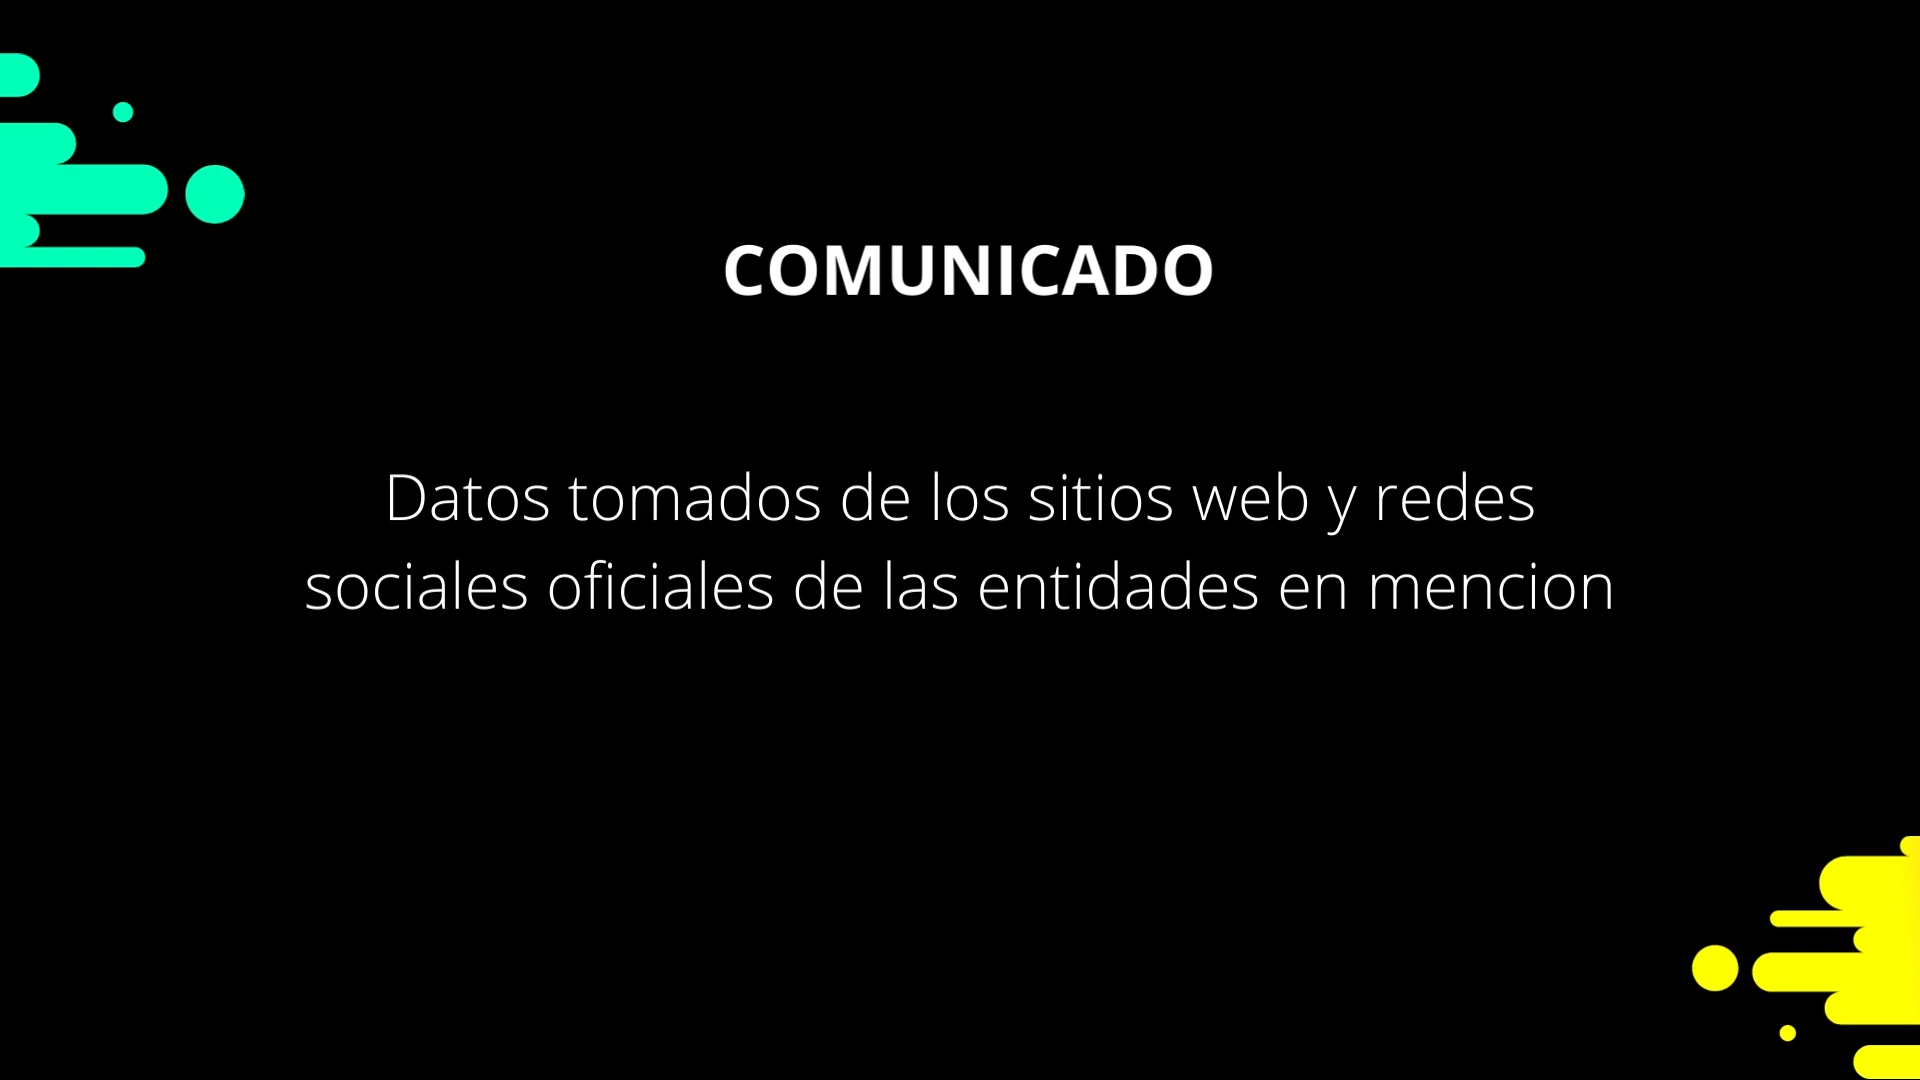 COMUNICADO
Datos tomados de los sitios web y redes
sociales oficiales de las entidades en mencion